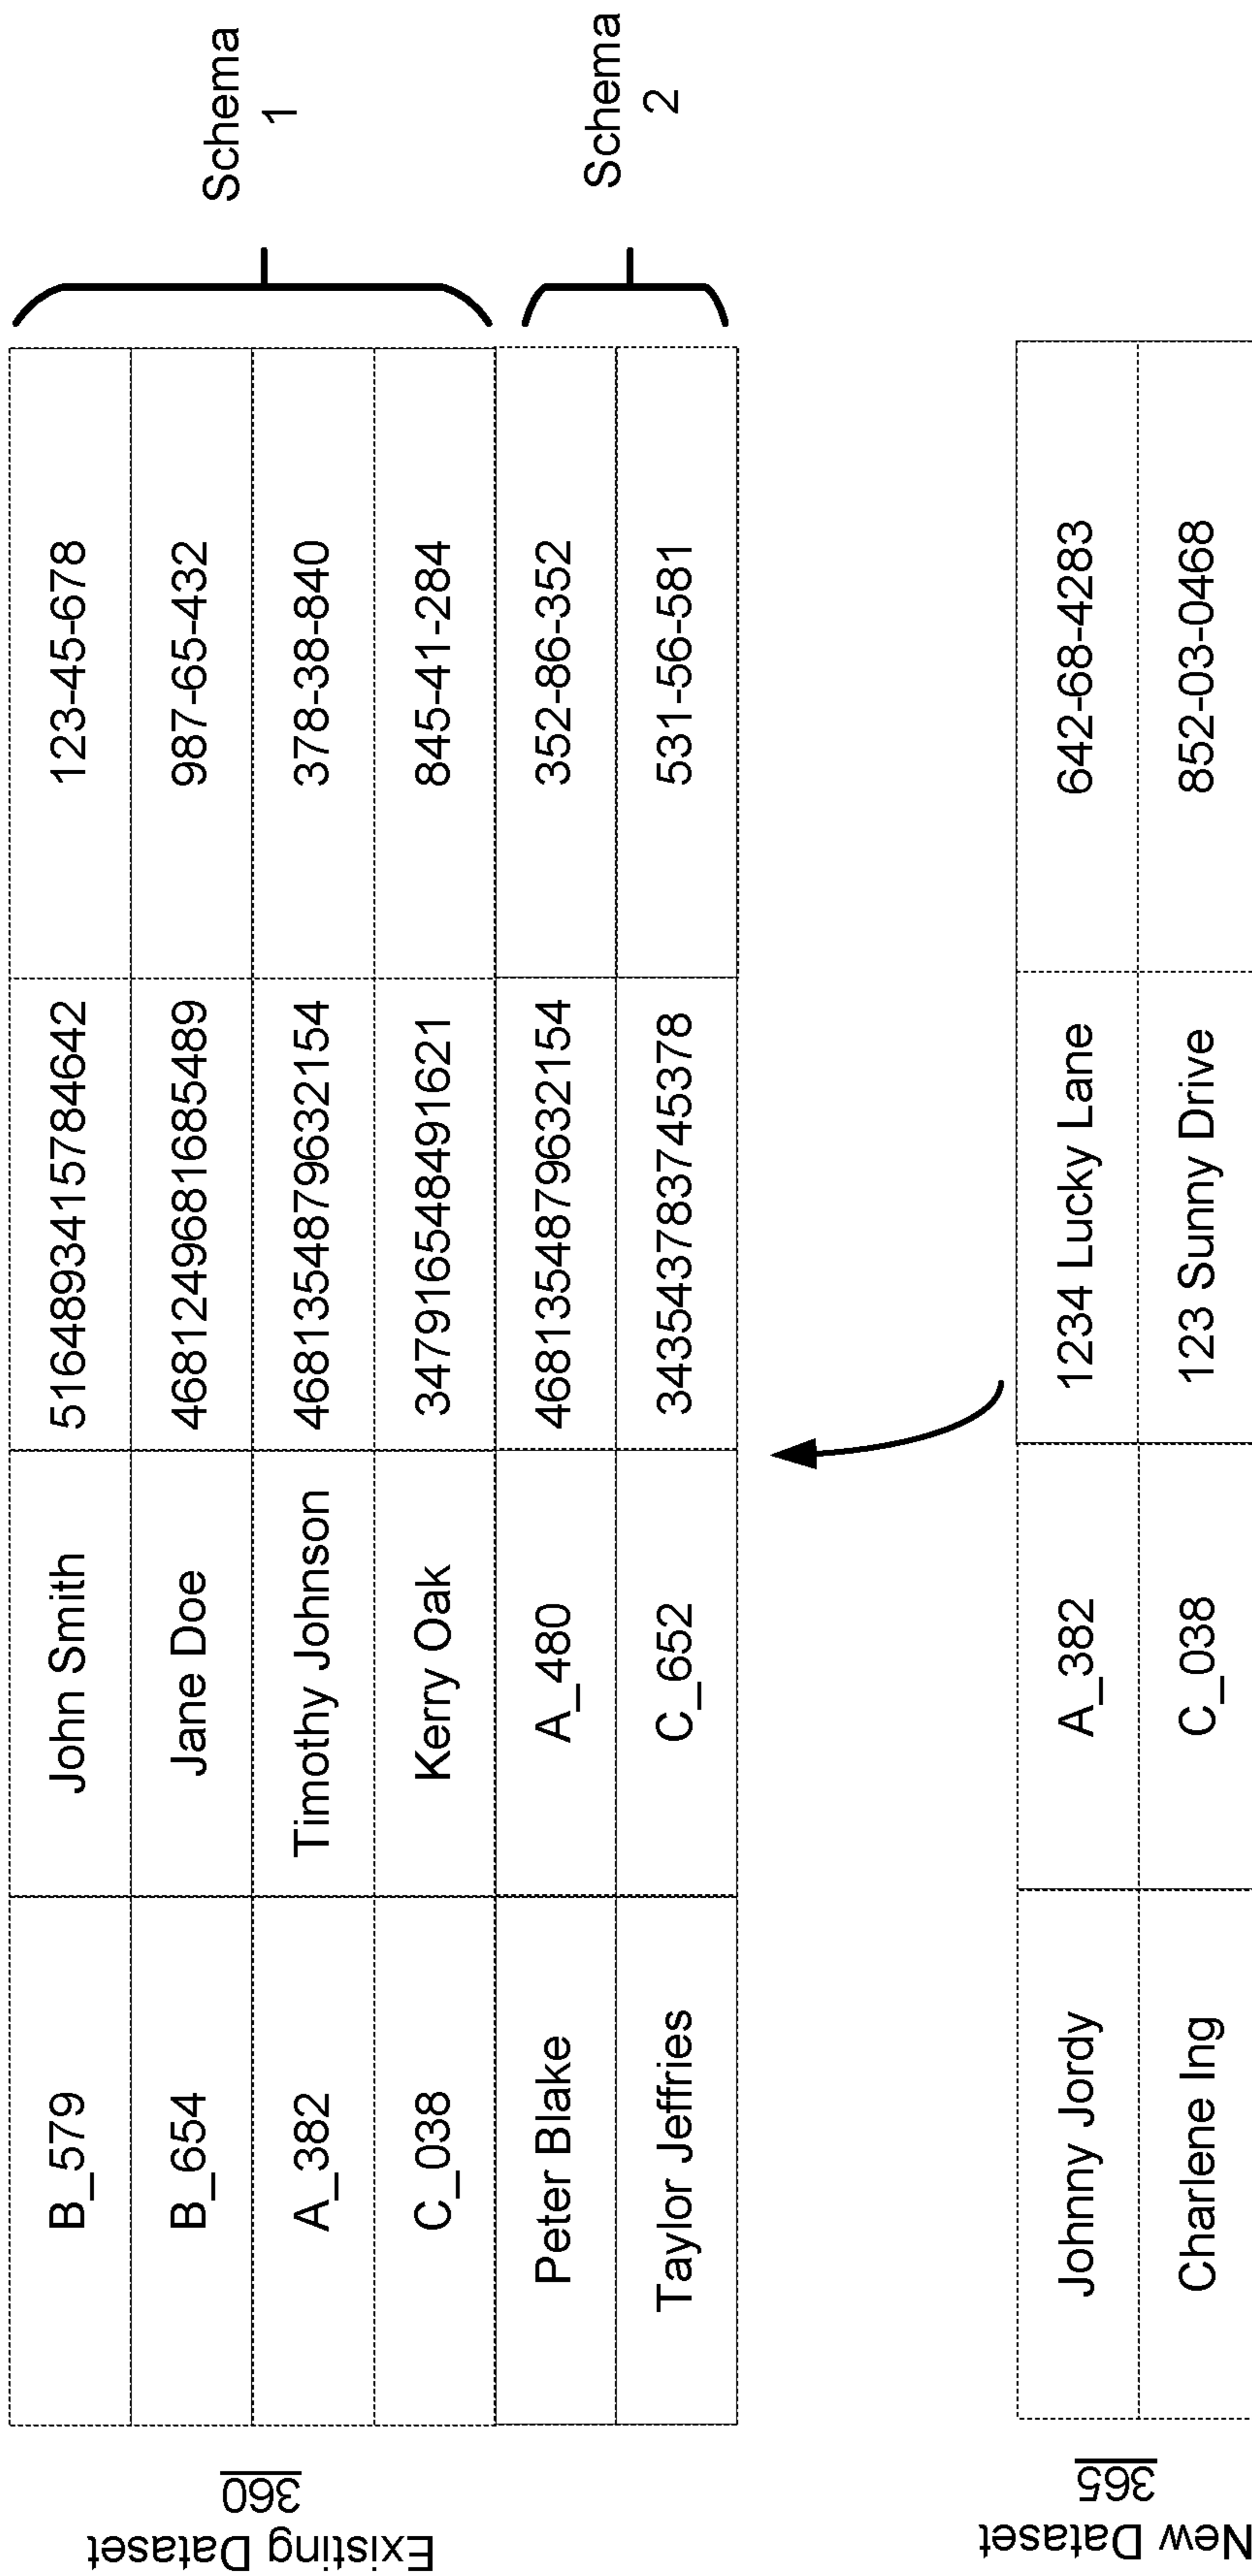 Existing Dataset
360
B_579 John Smith 5164893415784642 123-45-678
B_654 Jane Doe 4681249681685489 987-65-432
A_382 Timothy Johnson 4681354879632154 378-38-840
C_038 Kerry Oak 3479165484891621 845-41-284
Schema
1
Peter Blake A_480 4681354879632154 352-86-352
Taylor Jeffries C_652 3435437837745378 531-56-581
Schema
2
New Dataset
365
Johnny Jordy A_382 1234 Lucky Lane 642-68-4283
Charlene Ing C_038 123 Sunny Drive 852-03-0468